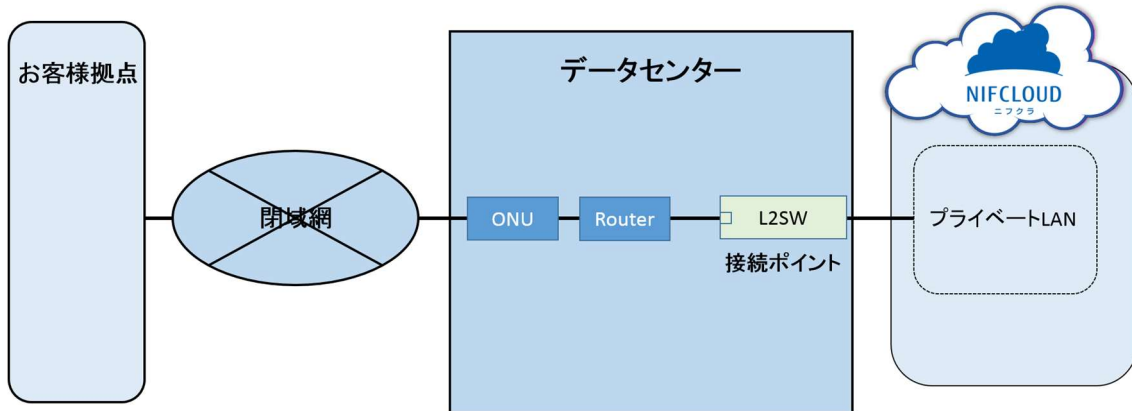 お客様拠点
閉域網
データセンター
ONU
Router
L2SW
接続ポイント
NIFCLOUD
ニフクラ
プライベートLAN